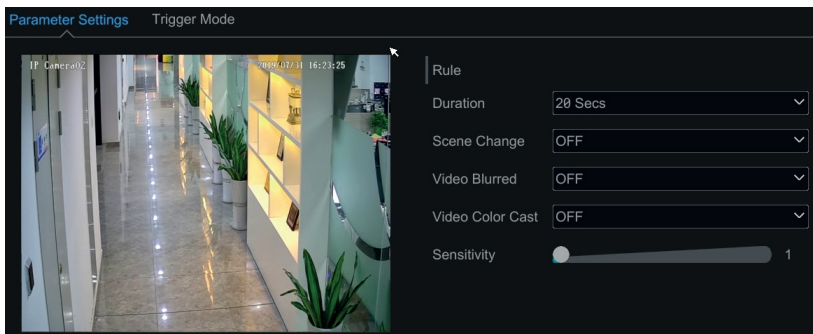 Parameter Settings Trigger Mode
IP Camera02 2019/07/31 16:23:25
Rule
Duration 20 Secs
Scene Change OFF
Video Blurred OFF
Video Color Cast OFF
Sensitivity 1